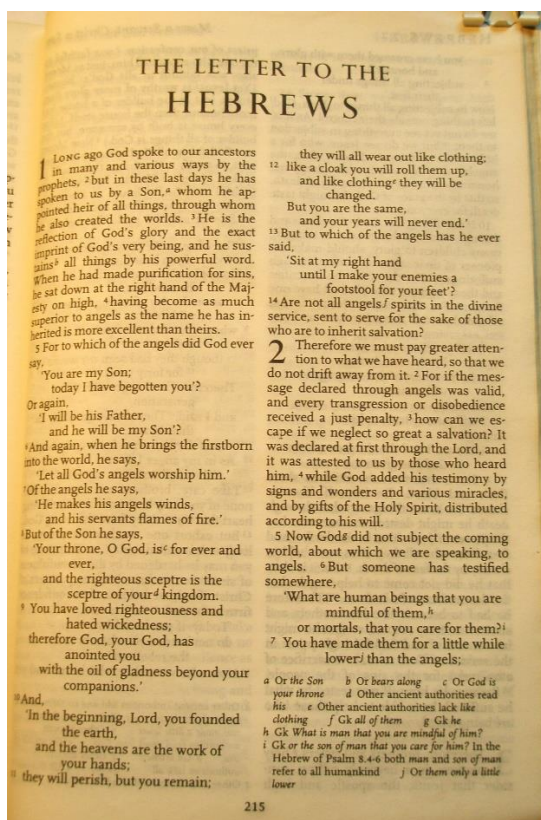 THE LETTER TO THE
HEBREWS
1 LONG ago God spoke to our ancestors
in many and various ways by the
prophets, 2 but in these last days he has
spoken to us by a Son,a whom he ap-
pointed heir of all things, through whom
he also created the worlds. 3 He is the
reflection of God's glory and the exact
imprint of God's very being, and he sus-
tainsb all things by his powerful word.
When he had made purification for sins,
he sat down at the right hand of the Maj-
esty on high, 4 having become as much
superior to angels as the name he has in-
herited is more excellent than theirs.
5 For to which of the angels did God ever
say,
'You are my Son;
today I have begotten you'?
Or again,
'I will be his Father,
and he will be my Son'?
6 And again, when he brings the firstborn
into the world, he says,
'Let all God's angels worship him.'
7 Of the angels he says,
'He makes his angels winds,
and his servants flames of fire.'
8 But of the Son he says,
'Your throne, O God, isc for ever and
ever,
and the righteous sceptre is the
sceptre of yourd kingdom.
9 You have loved righteousness and
hated wickedness;
therefore God, your God, has
anointed you
with the oil of gladness beyond your
companions.'
10 And,
'In the beginning, Lord, you founded
the earth,
and the heavens are the work of
your hands;
11 they will perish, but you remain;
they will all wear out like clothing;
12 like a cloak you will roll them up,
and like clothinge they will be
changed.
But you are the same,
and your years will never end.'
13 But to which of the angels has he ever
said,
'Sit at my right hand
until I make your enemies a
footstool for your feet'?
14 Are not all angelsf spirits in the divine
service, sent to serve for the sake of those
who are to inherit salvation?
2 Therefore we must pay greater atten-
tion to what we have heard, so that we
do not drift away from it. 2 For if the mes-
sage declared through angels was valid,
and every transgression or disobedience
received a just penalty, 3 how can we es-
cape if we neglect so great a salvation? It
was declared at first through the Lord, and
it was attested to us by those who heard
him, 4 while God added his testimony by
signs and wonders and various miracles,
and by gifts of the Holy Spirit, distributed
according to his will.
5 Now Godg did not subject the coming
world, about which we are speaking, to
angels. 6 But someone has testified
somewhere,
'What are human beings that you are
mindful of them,h
or mortals, that you care for them?i
7 You have made them for a little while
lowerj than the angels;
a Or the Son b Or bears along c Or God is
your throne d Other ancient authorities read
his e Other ancient authorities lack like
clothing f Gk all of them g Gk he
h Gk What is man that you are mindful of him?
i Gk or the son of man that you care for him? In the
Hebrew of Psalm 8.4-6 both man and son of man
refer to all humankind j Or them only a little
lower
215